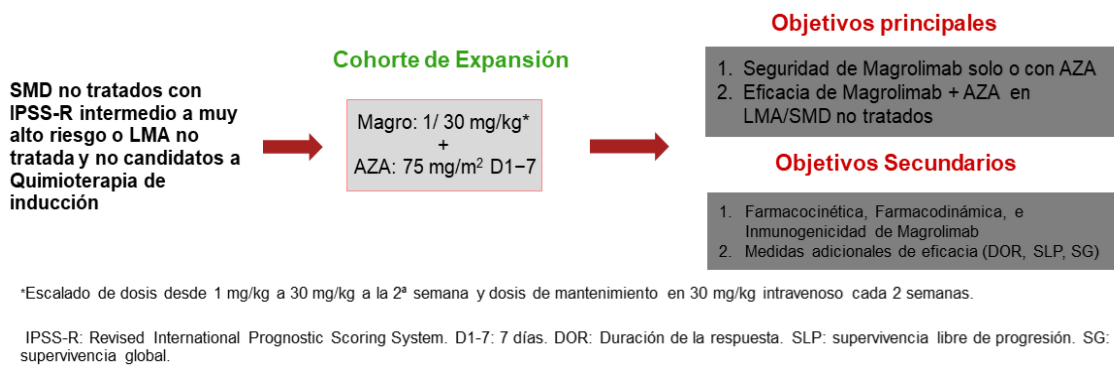 SMD no tratados con
IPSS-R intermedio a muy
alto riesgo o LMA no
tratada y no candidatos a
Quimioterapia de
inducción
Cohorte de Expansión
Magro: 1/ 30 mg/kg*
+
AZA: 75 mg/m² D1−7
Objetivos principales
1. Seguridad de Magrolimab solo o con AZA
2. Eficacia de Magrolimab + AZA en
LMA/SMD no tratados
Objetivos Secundarios
1. Farmacocinética, Farmacodinámica, e
Inmunogenicidad de Magrolimab
2. Medidas adicionales de eficacia (DOR, SLP, SG)
*Escalado de dosis desde 1 mg/kg a 30 mg/kg a la 2ª semana y dosis de mantenimiento en 30 mg/kg intravenoso cada 2 semanas.
IPSS-R: Revised International Prognostic Scoring System. D1-7: 7 días. DOR: Duración de la respuesta. SLP: supervivencia libre de progresión. SG:
supervivencia global.